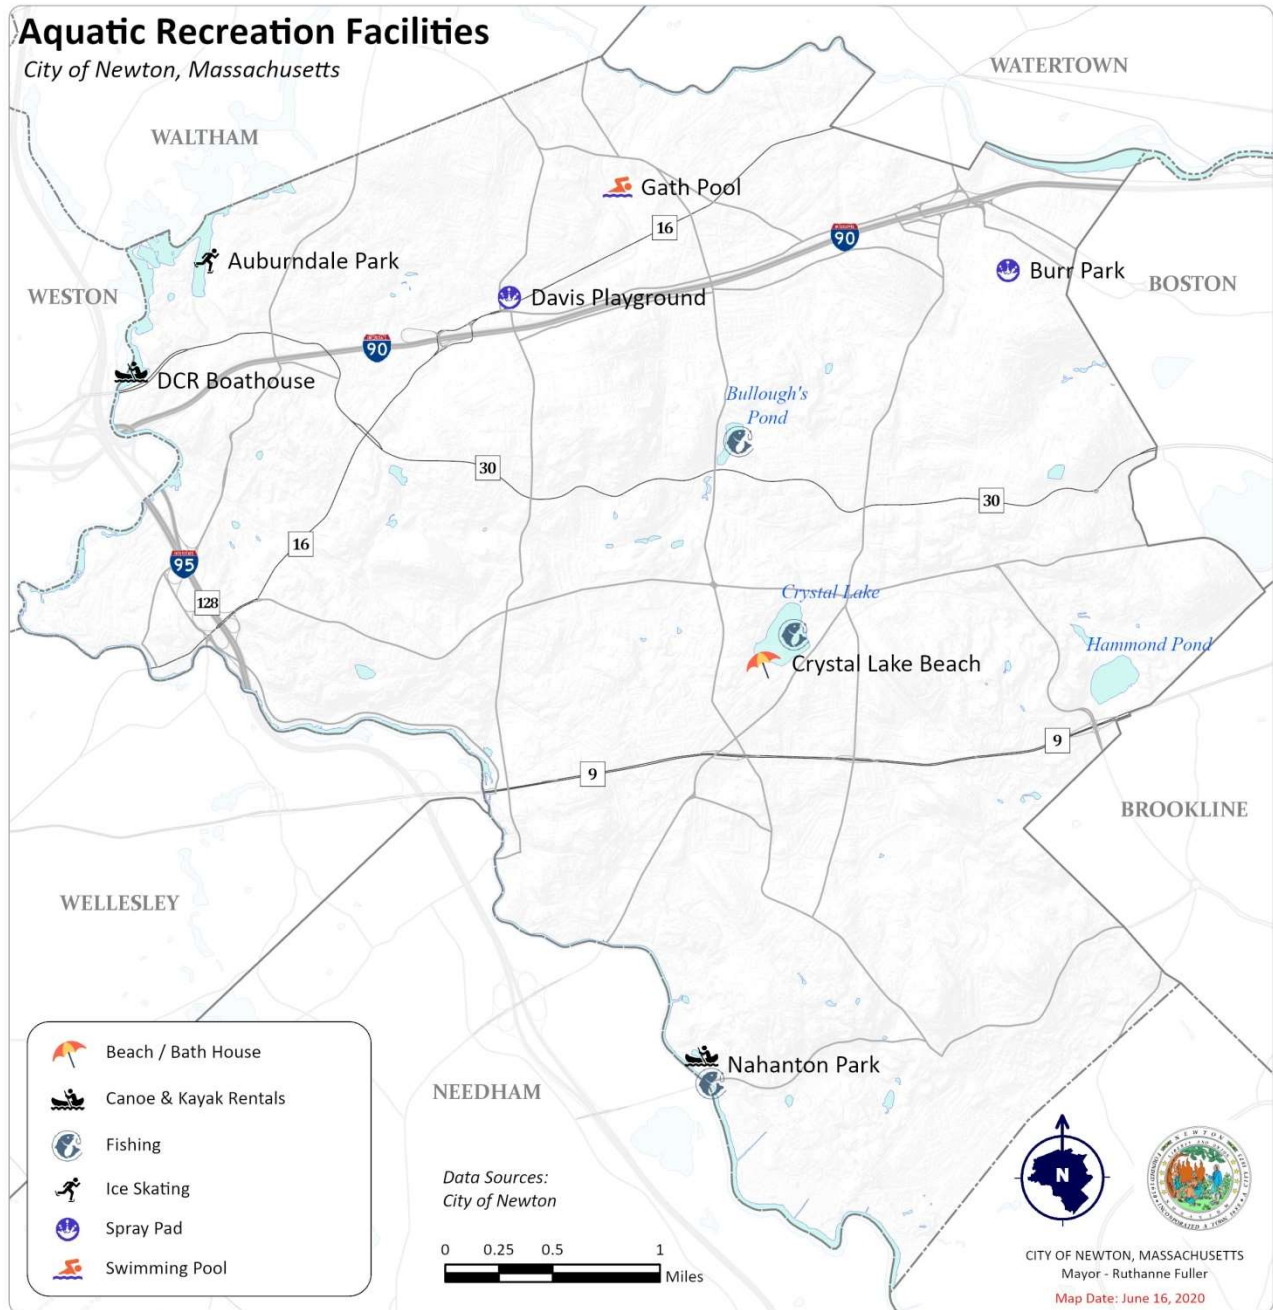 Aquatic Recreation Facilities
City of Newton, Massachusetts
WATERTOWN
WALTHAM
Gath Pool
16
90
Auburndale Park
Burr Park
WESTON
BOSTON
Davis Playground
90
DCR Boathouse
Bullough's
Pond
30
30
16
95
128
Crystal Lake
Hammond Pond
Crystal Lake Beach
9
9
BROOKLINE
WELLESLEY
Nahanton Park
NEEDHAM
Beach / Bath House
Canoe & Kayak Rentals
Fishing
Ice Skating
Spray Pad
Swimming Pool
Data Sources:
City of Newton
0 0.25 0.5 1
Miles
N
NEWTON
CITY OF NEWTON, MASSACHUSETTS
Mayor - Ruthanne Fuller
Map Date: June 16, 2020